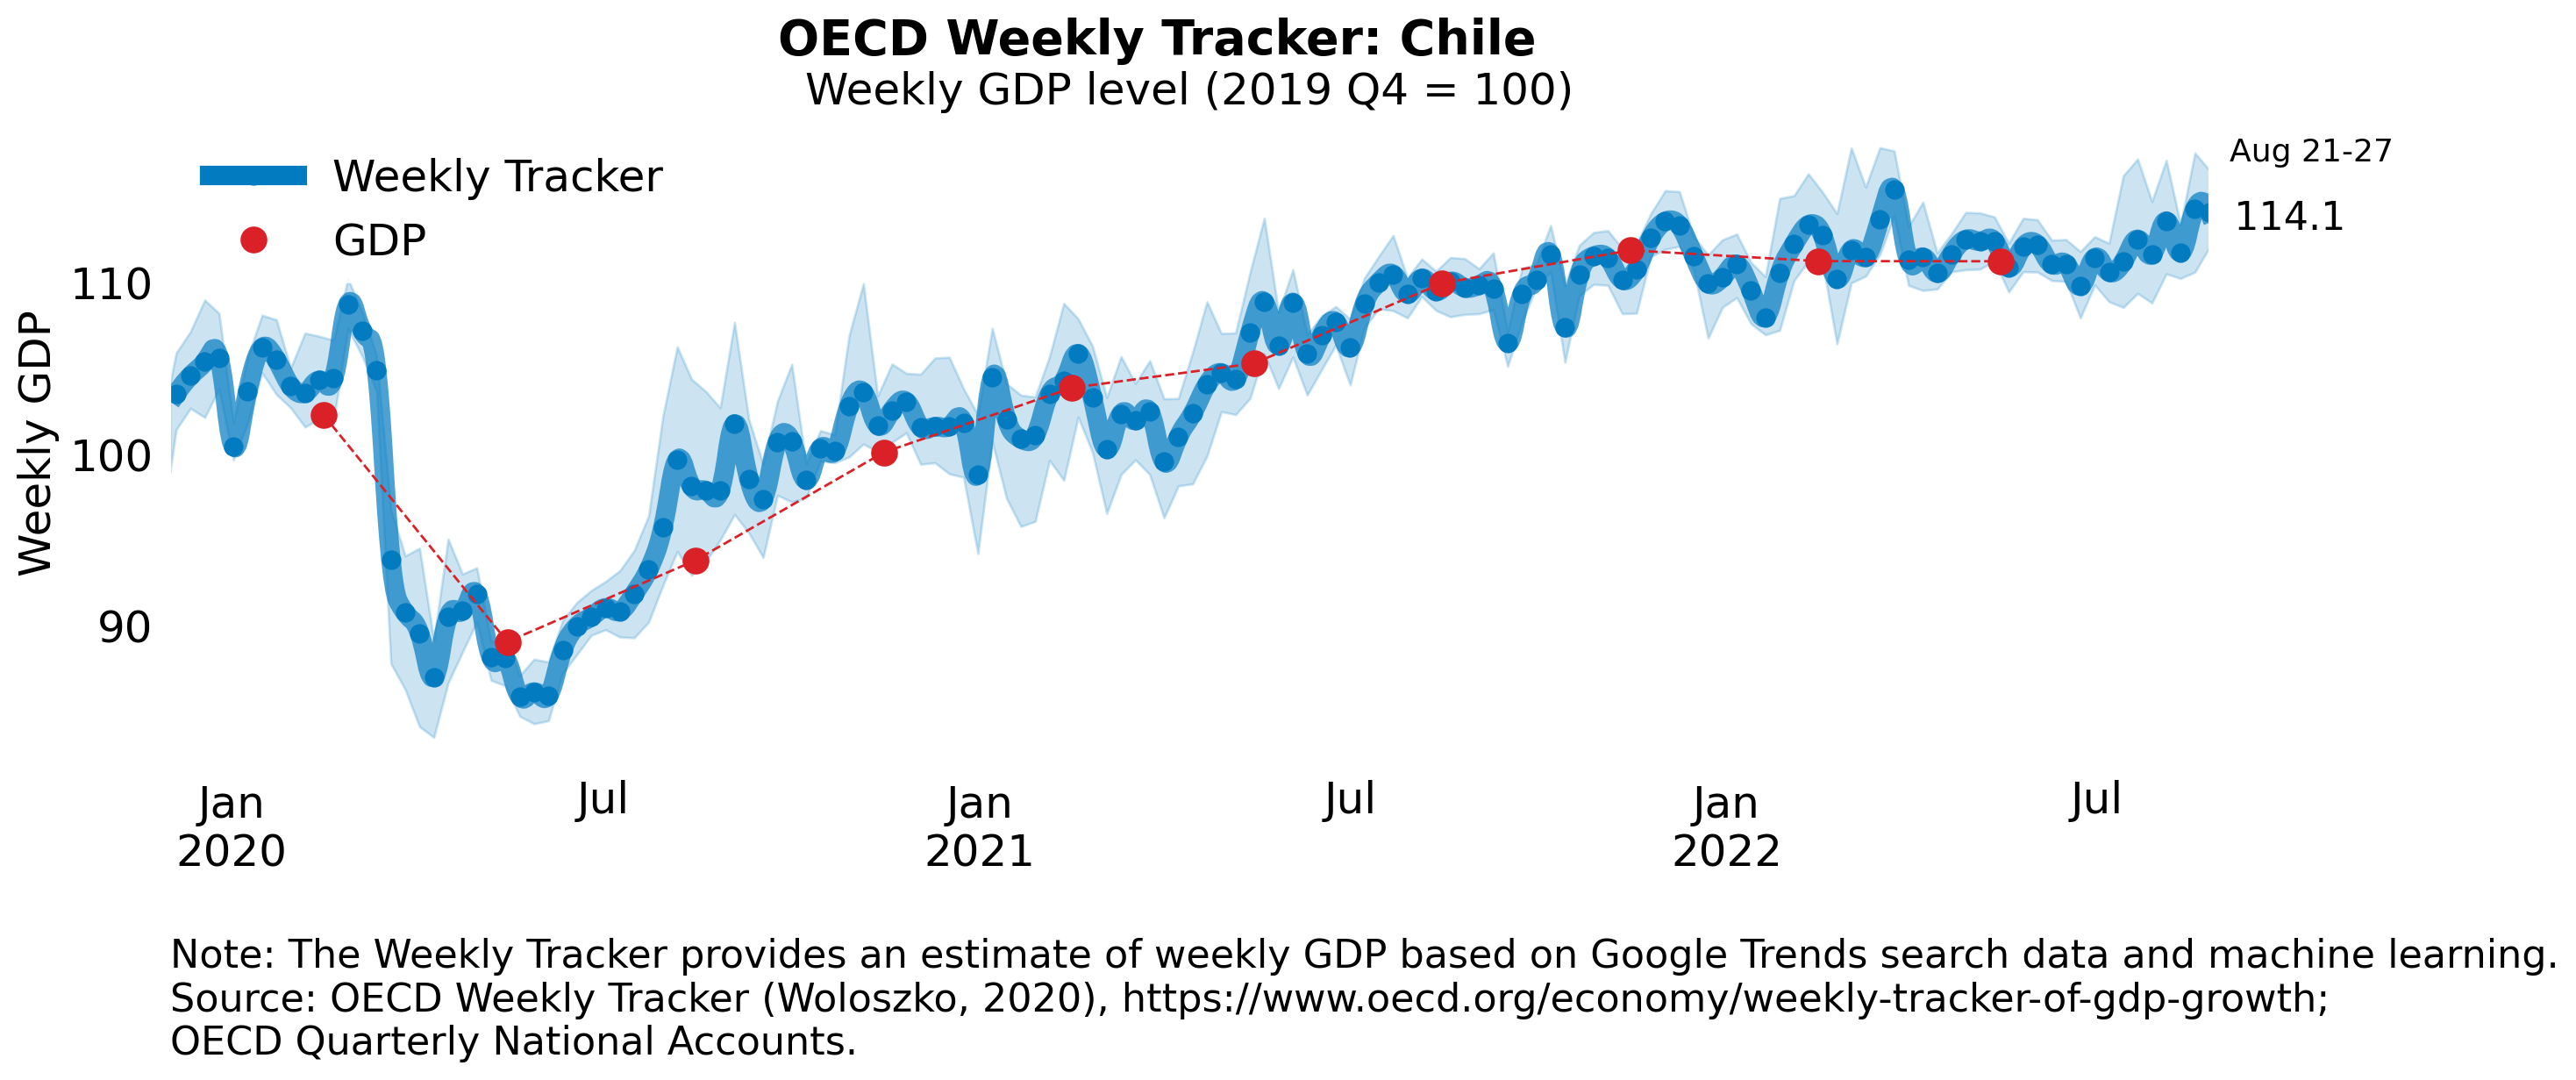 OECD Weekly Tracker: Chile
Weekly GDP level (2019 Q4 = 100)
Weekly Tracker
GDP
Aug 21-27
114.1
Weekly GDP
110
100
90
Jan
2020
Jul
Jan
2021
Jul
Jan
2022
Jul
Note: The Weekly Tracker provides an estimate of weekly GDP based on Google Trends search data and machine learning.
Source: OECD Weekly Tracker (Woloszko, 2020), https://www.oecd.org/economy/weekly-tracker-of-gdp-growth;
OECD Quarterly National Accounts.